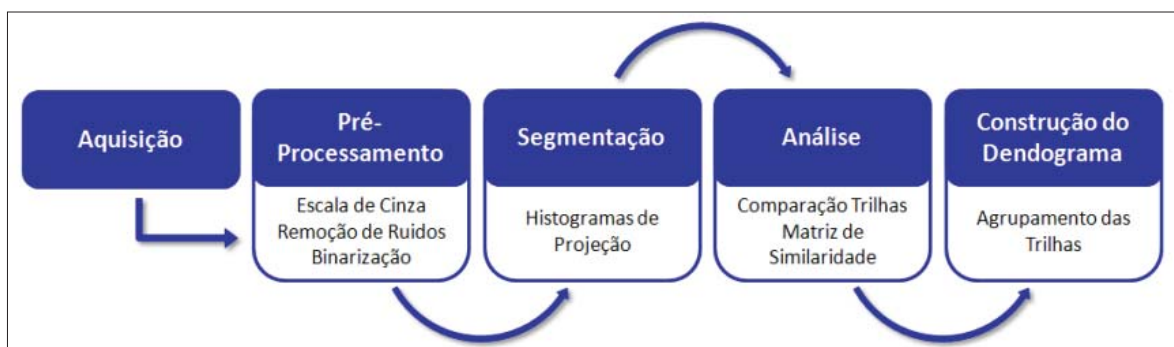 Aquisição
Pré-
Processamento
Escala de Cinza
Remoção de Ruidos
Binarização
Segmentação
Histogramas de
Projeção
Análise
Comparação Trilhas
Matriz de
Similaridade
Construção do
Dendograma
Agrupamento das
Trilhas